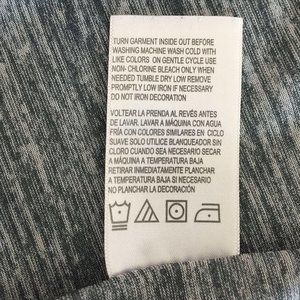 TURN GARMENT INSIDE OUT BEFORE
WASHING MACHINE WASH COLD WITH
LIKE COLORS ON GENTLE CYCLE USE
NON- CHLORINE BLEACH ONLY WHEN
NEEDED TUMBLE DRY LOW REMOVE
PROMPTLY LOW IRON IF NECESSARY
DO NOT IRON DECORATION
VOLTEAR LA PRENDA AL REVÉS ANTES
DE LAVAR. LAVAR A MÁQUINA CON AGUA
FRÍA CON COLORES SIMILARES EN CICLO
SUAVE SOLO UTILICE BLANQUEADOR SIN
CLORO CUANDO SEA NECESARIO SECAR
A MÁQUINA A TEMPERATURA BAJA
RETIRAR INMEDIATAMENTE PLANCHAR
A TEMPERATURA BAJA SIN NECESARIO
NO PLANCHAR LA DECORACIÓN